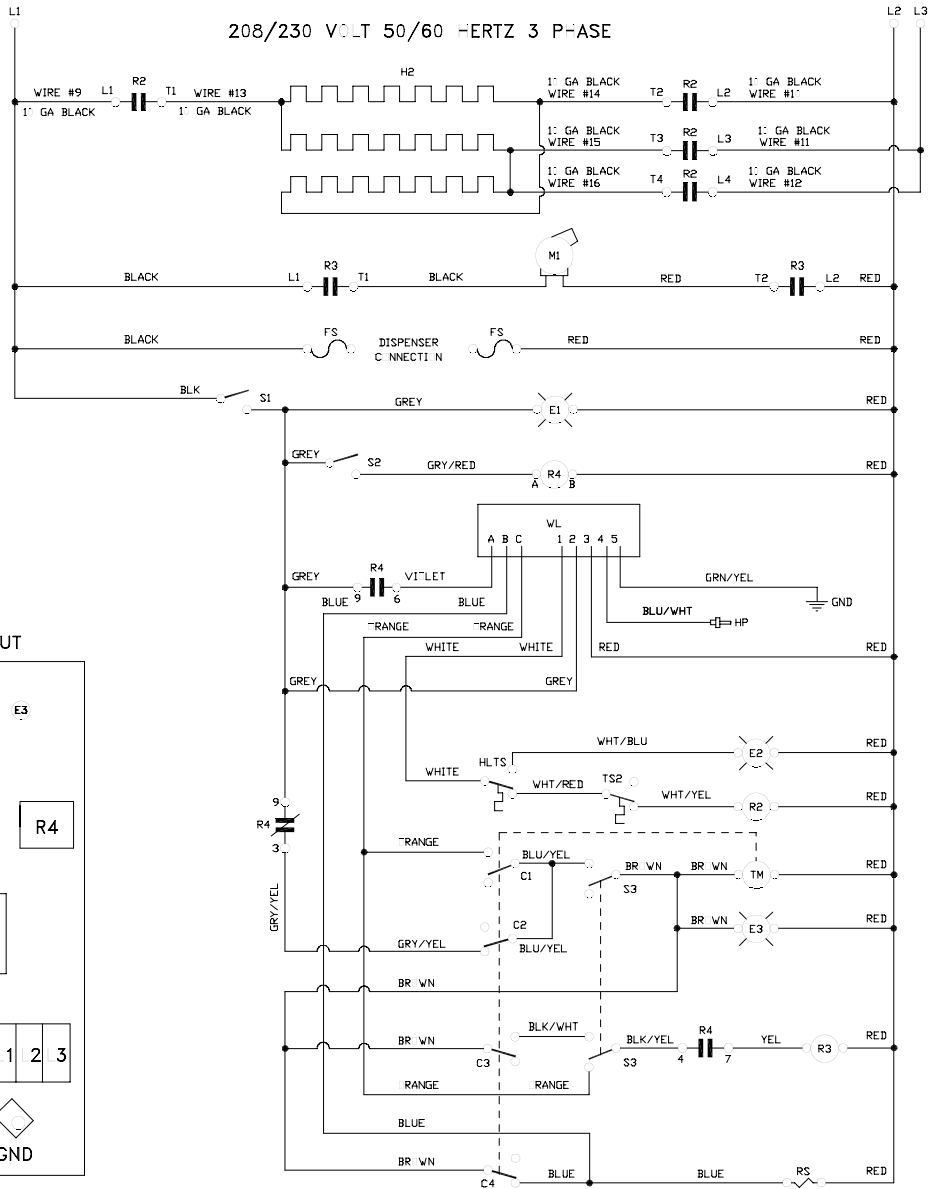 L1
L2
L3
208/230 V LT 50/60 HERTZ 3 PHASE
H2
WIRE #9 L1 R2 T1 WIRE #13
GA BLACK GA BLACK
GA BLACK
WIRE #14 T2 R2 L2 GA BLACK
WIRE #1
GA BLACK
WIRE #15 T3 R2 L3 GA BLACK
WIRE #11
GA BLACK
WIRE #16 T4 R2 L4 GA BLACK
WIRE #12
M1
BLACK L1 R3 T1 BLACK RED T2 R3 L2 RED
BLACK FS DISPENSER FS RED RED
C NNECTI N
BLK S1 GREY E1 RED
GREY S2 GRY/RED A R4 B RED
WL
A B C 1 2 3 4 5
GREY 9 R4 6 VI LET GRN/YEL GND
BLUE BLUE BLU/WHT HP
RANGE RANGE
WHITE WHITE RED RED
GREY GREY
UT
E3
R4
1 2 3
GND
WHT/BLU E2 RED
HLTS
WHITE WHT/RED TS2 WHT/YEL R2 RED
9 R4 3
RANGE BLU/YEL
C1 S3 BR WN BR WN TM RED
GRY/YEL
C2 BR WN E3 RED
GRY/YEL BLU/YEL
BR WN
BLK/WHT
BR WN C3 S3 BLK/YEL 4 R4 7 YEL R3 RED
RANGE RANGE
BLUE
BR WN C4 BLUE BLUE RS RED